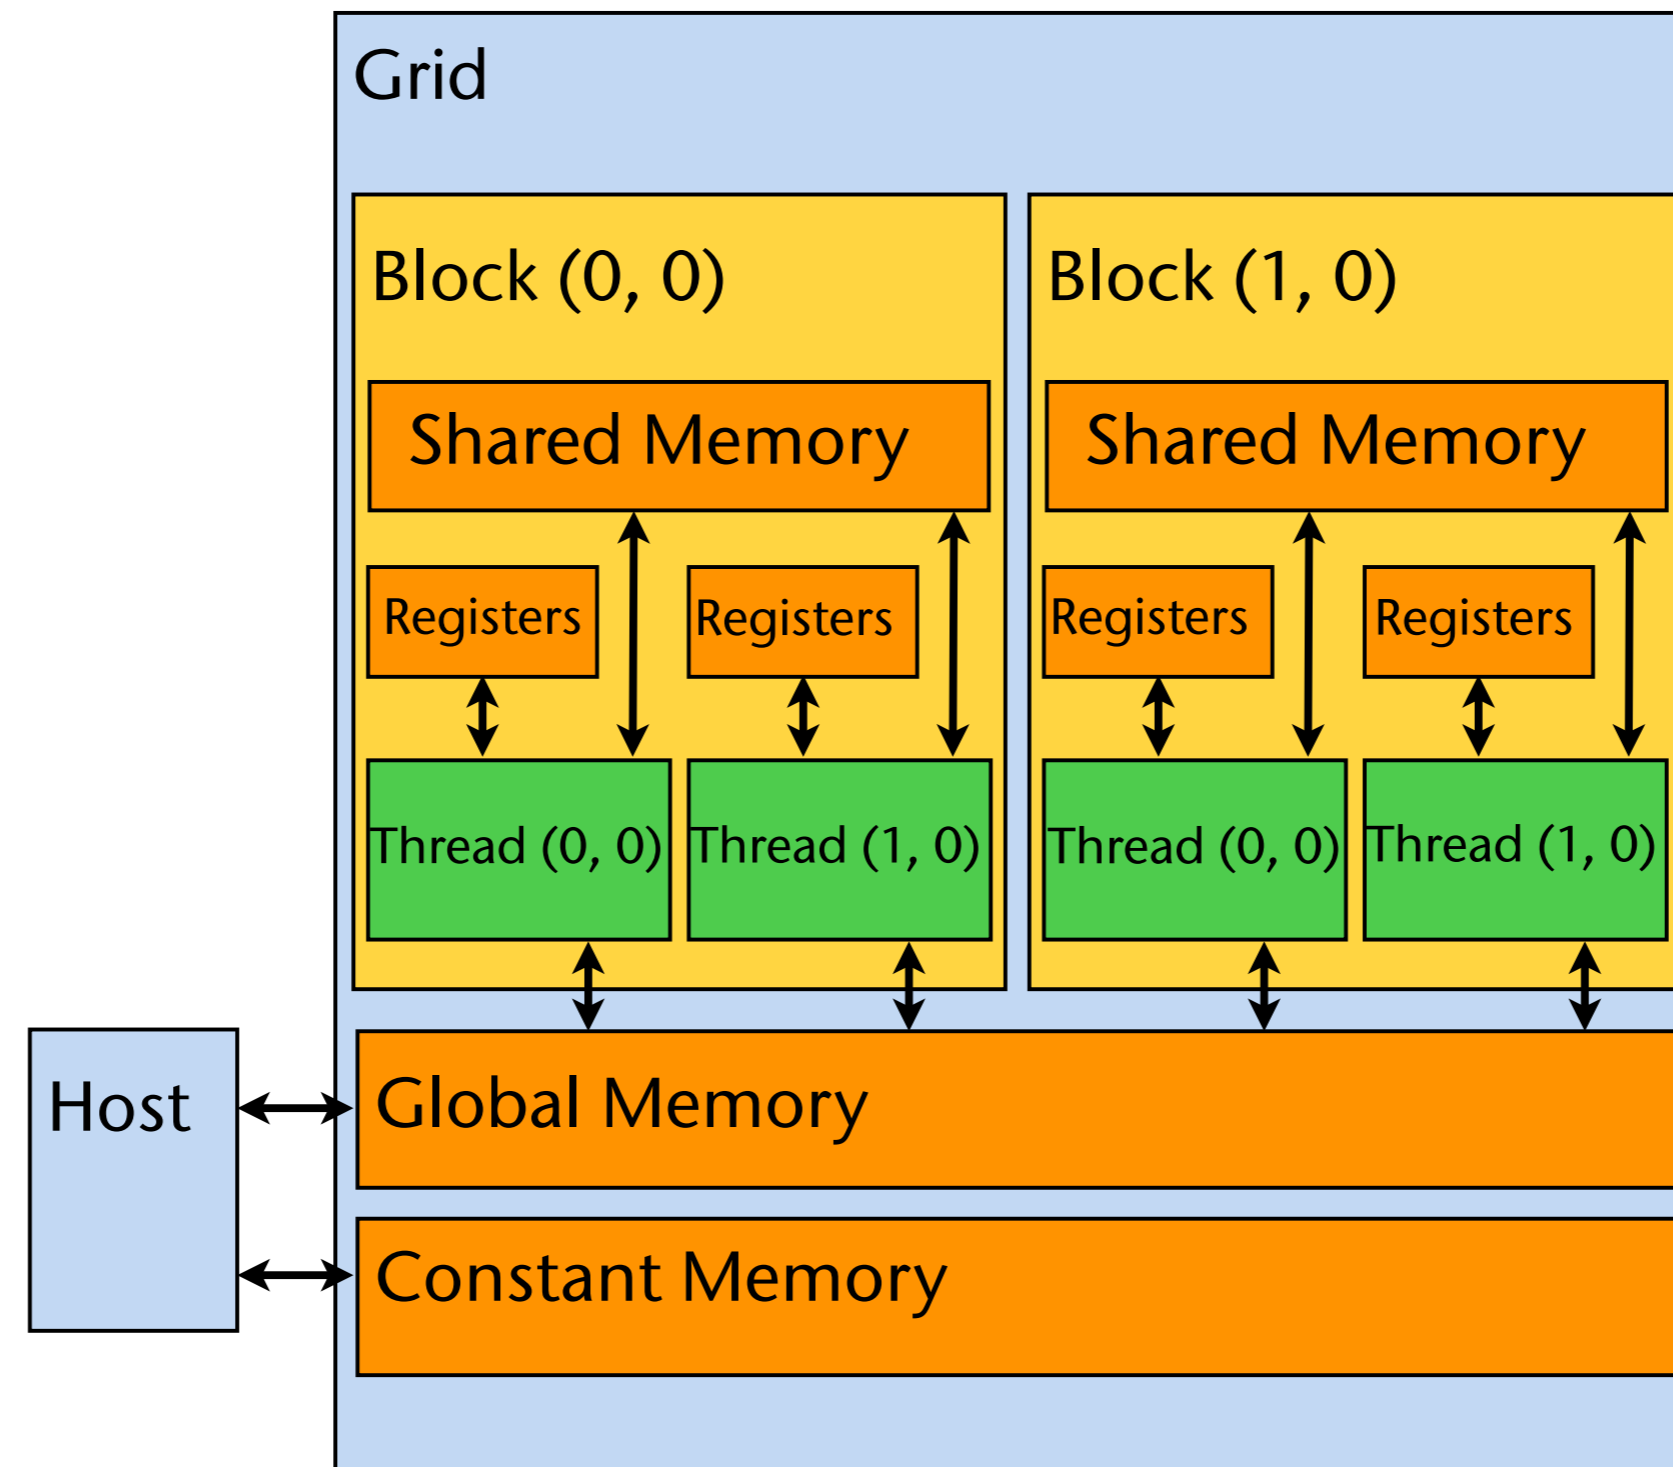 Grid
Block (0, 0)
Block (1, 0)
Shared Memory
Shared Memory
Registers
Registers
Registers
Registers
Thread (0, 0)
Thread (1, 0)
Thread (0, 0)
Thread (1, 0)
Host
Global Memory
Constant Memory